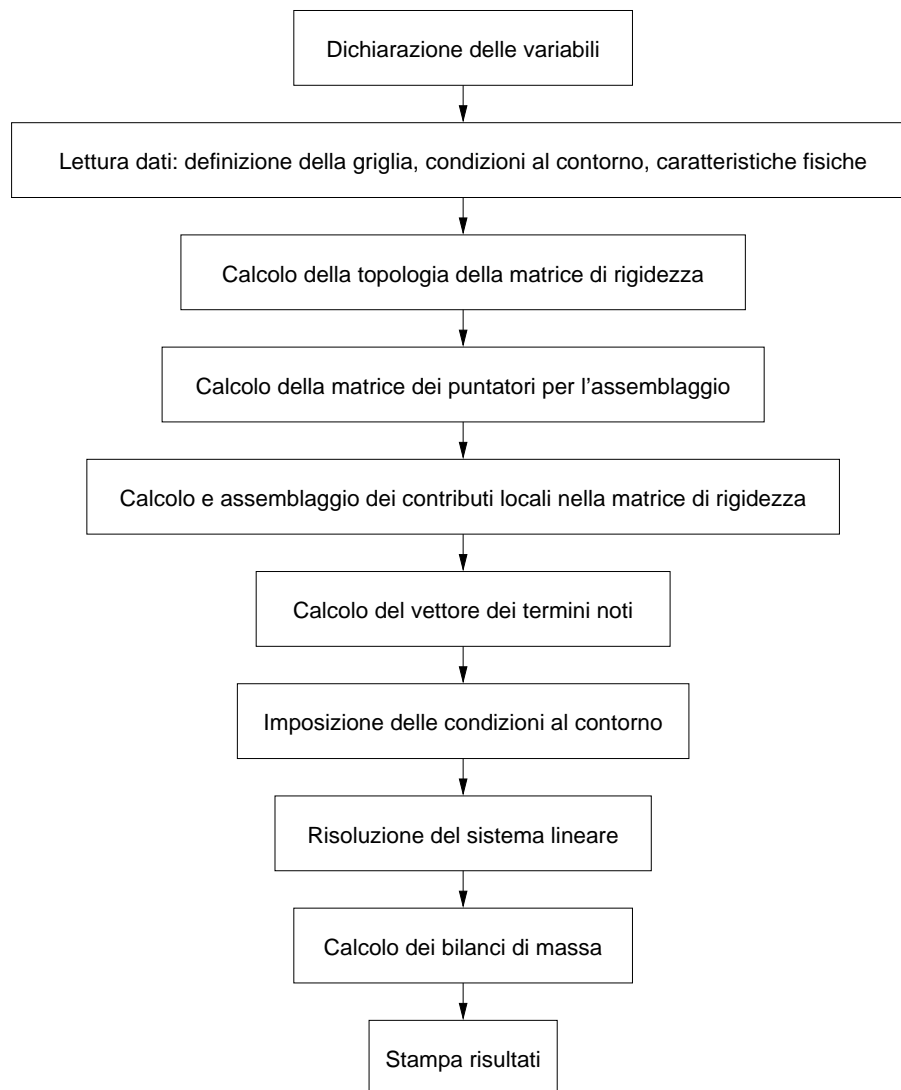 Dichiarazione delle variabili
Lettura dati: definizione della griglia, condizioni al contorno, caratteristiche fisiche
Calcolo della topologia della matrice di rigidezza
Calcolo della matrice dei puntatori per l'assemblaggio
Calcolo e assemblaggio dei contributi locali nella matrice di rigidezza
Calcolo del vettore dei termini noti
Imposizione delle condizioni al contorno
Risoluzione del sistema lineare
Calcolo dei bilanci di massa
Stampa risultati